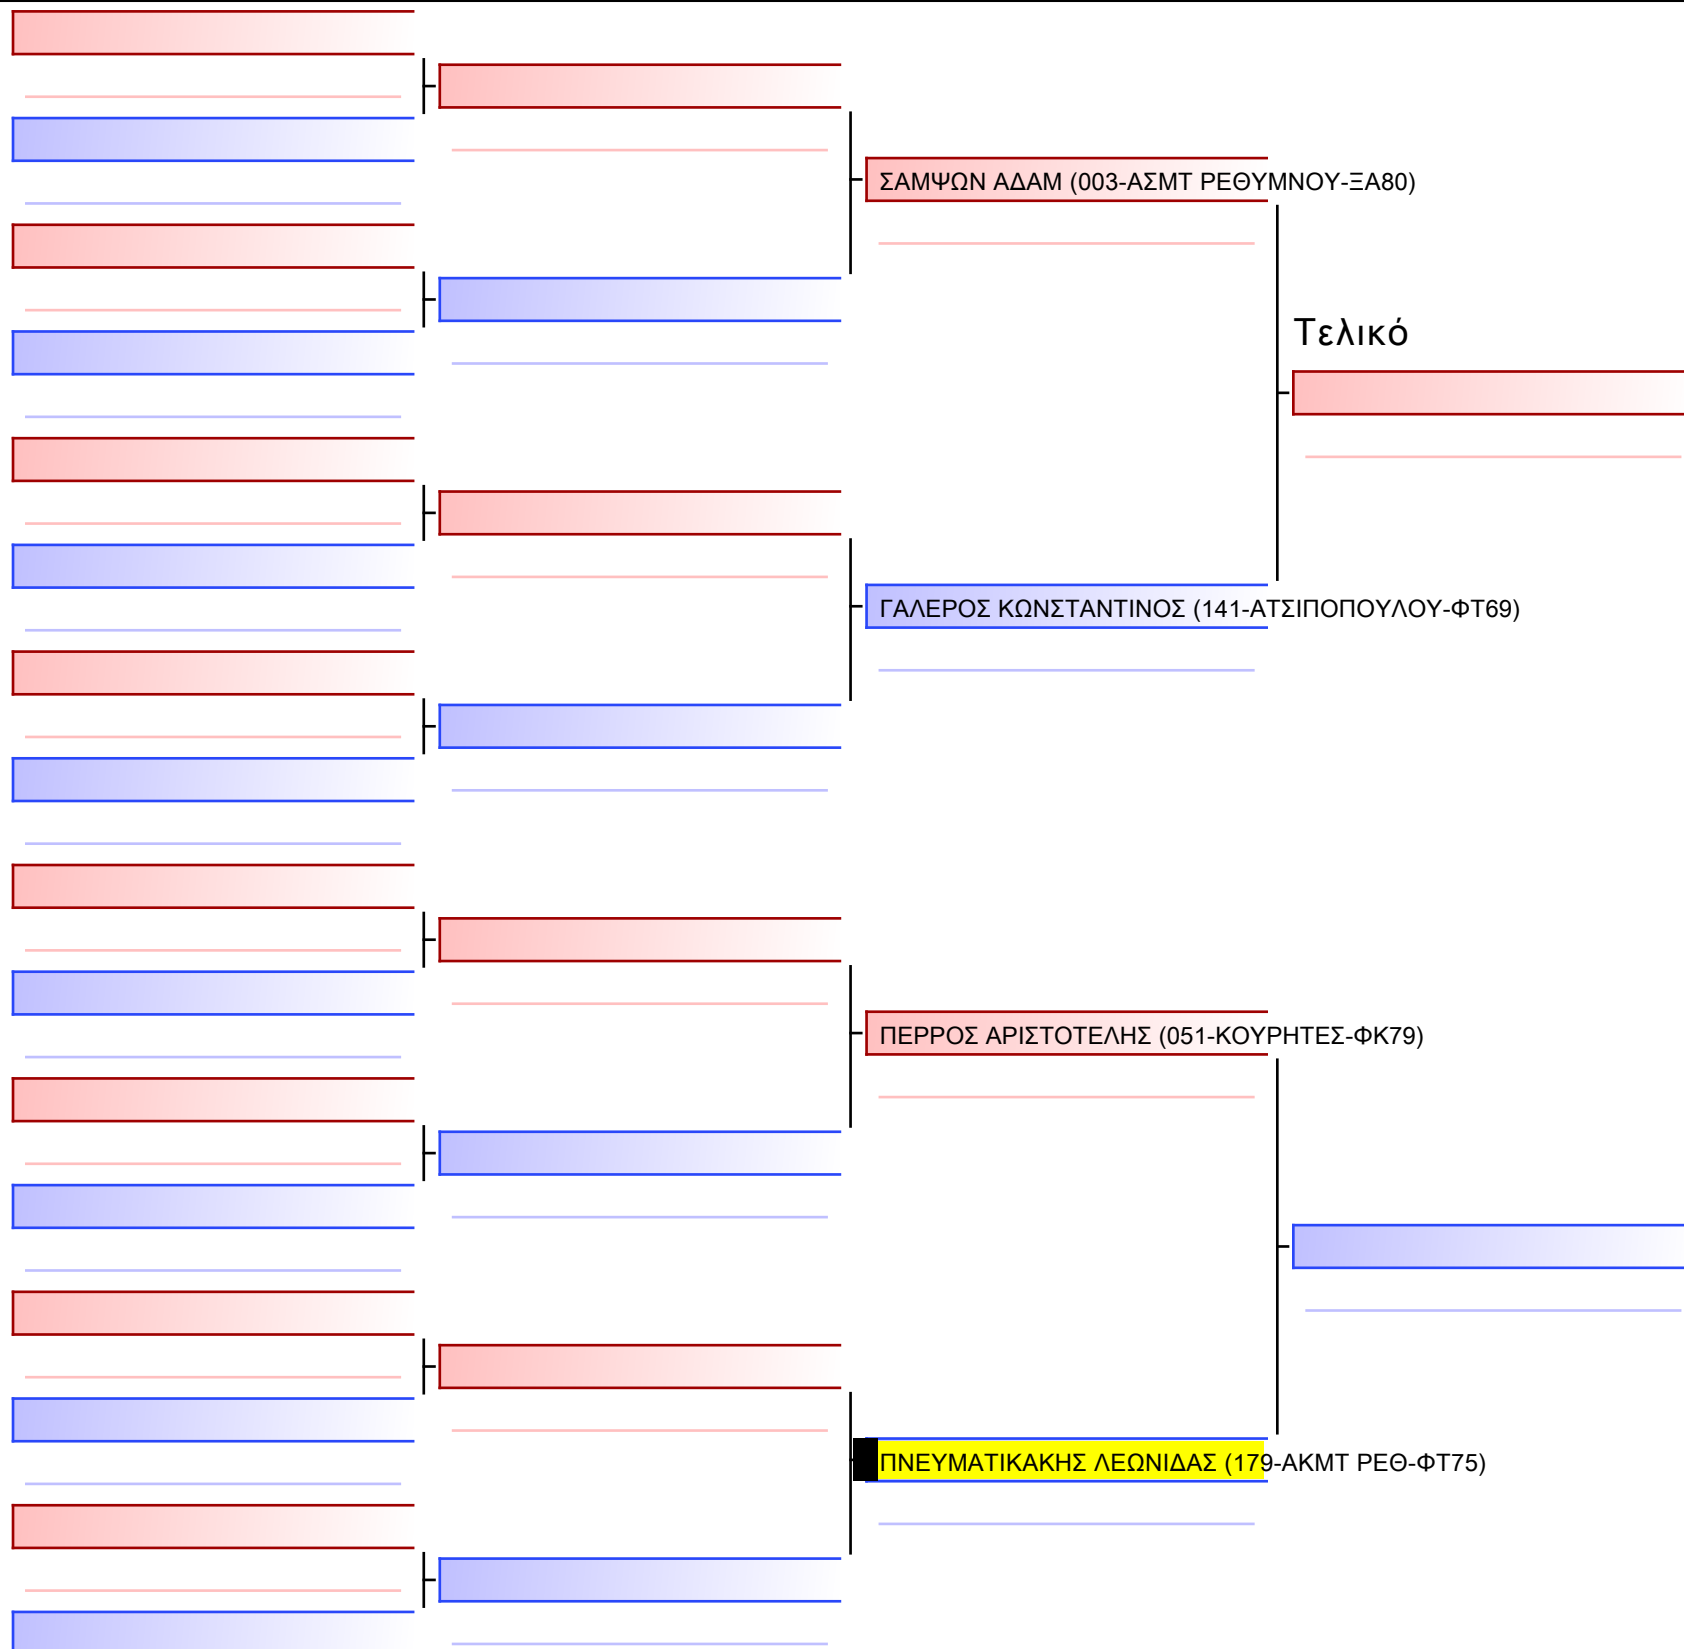 ΣΑΜΨΩΝ ΑΔΑΜ (003-ΑΣΜΤ ΡΕΘΥΜΝΟΥ-ΞΑ80)
Τελικό
ΓΑΛΕΡΟΣ ΚΩΝΣΤΑΝΤΙΝΟΣ (141-ΑΤΣΙΠΟΠΟΥΛΟΥ-ΦΤ69)
ΠΕΡΡΟΣ ΑΡΙΣΤΟΤΕΛΗΣ (051-ΚΟΥΡΗΤΕΣ-ΦΚ79)
ΠΝΕΥΜΑΤΙΚΑΚΗΣ ΛΕΩΝΙΔΑΣ (179-ΑΚΜΤ ΡΕΘ-ΦΤ75)